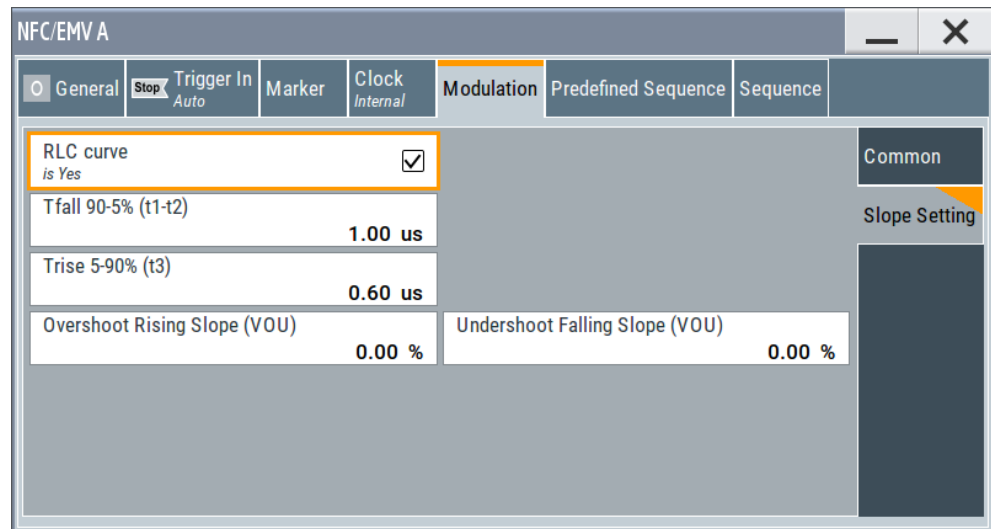 NFC/EMV A
O General Stop Trigger In Auto Marker Clock Internal Modulation Predefined Sequence Sequence
RLC curve
is Yes
Common
Tfall 90-5% (t1-t2)
1.00 us
Slope Setting
Trise 5-90% (t3)
0.60 us
Overshoot Rising Slope (VOU)
0.00 %
Undershoot Falling Slope (VOU)
0.00 %